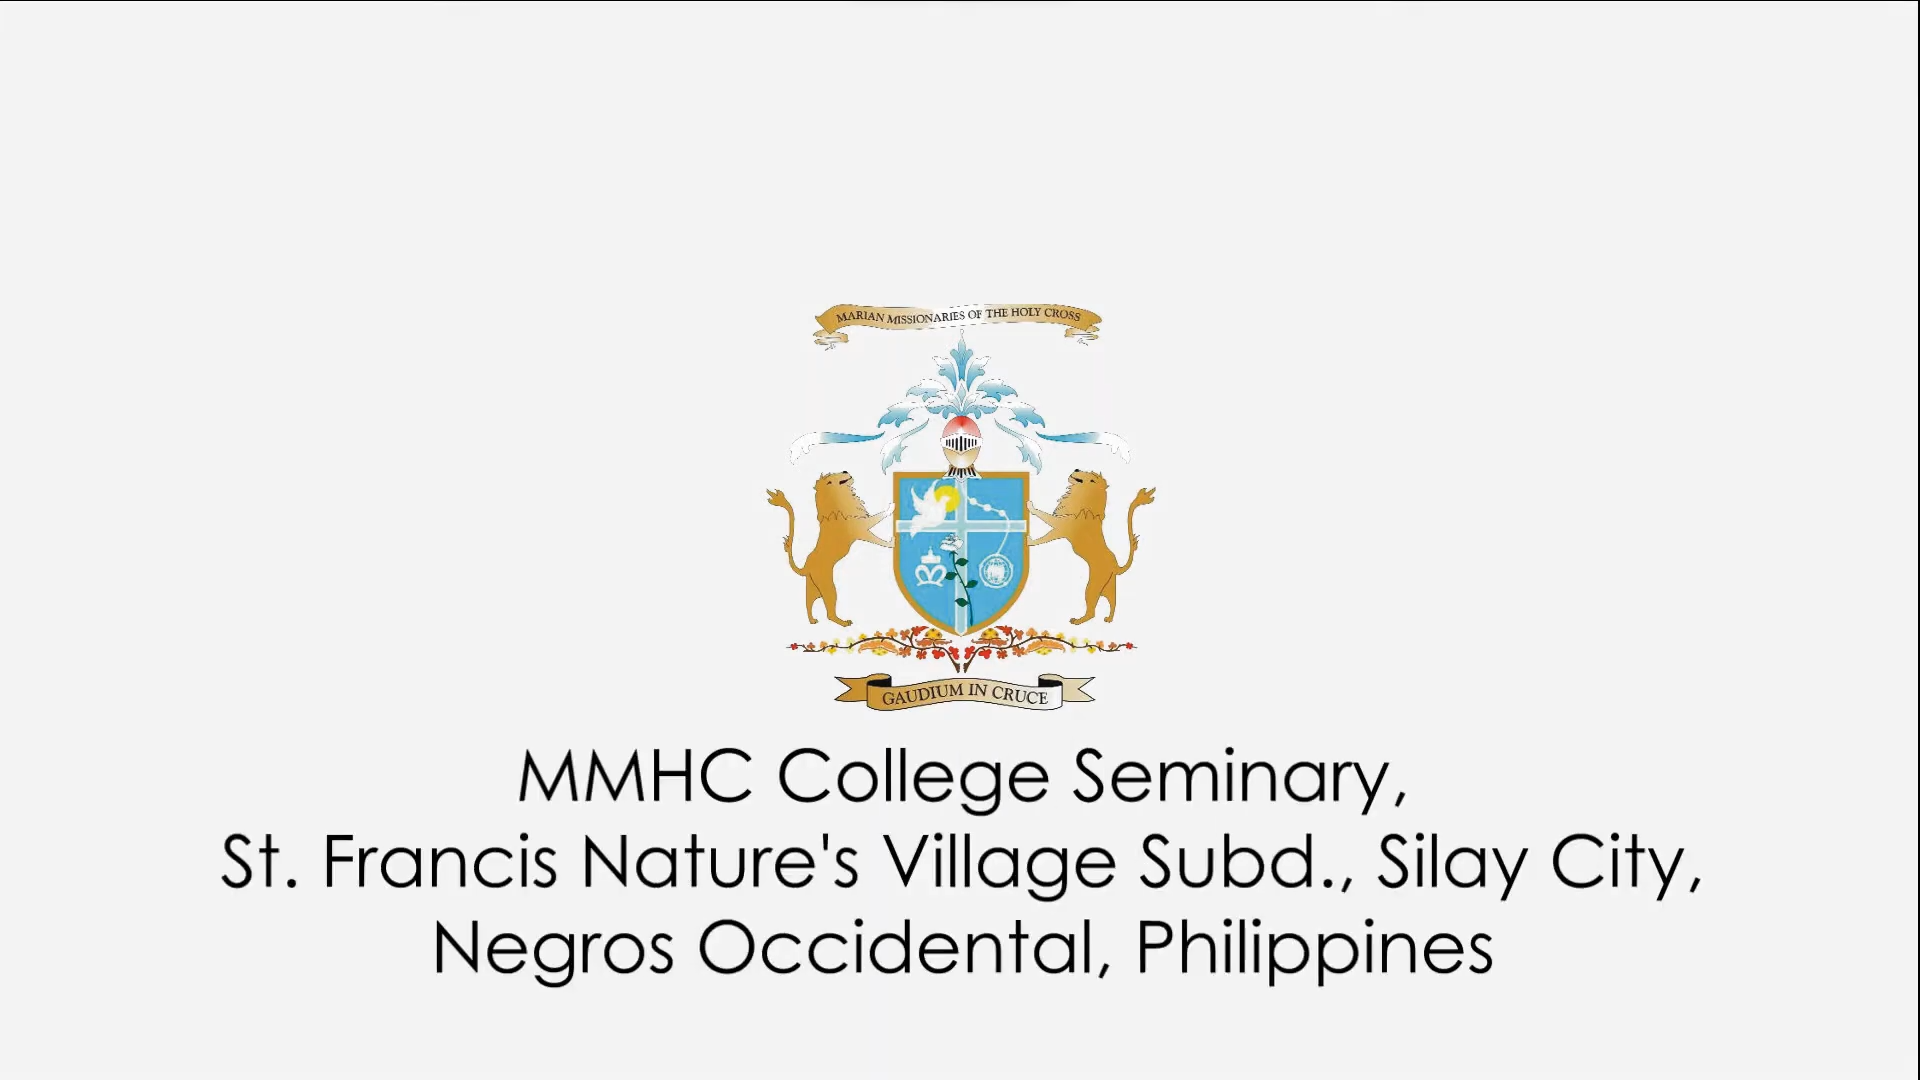 MARIAN MISSIONARIES OF THE HOLY CROSS
GAUDIUM IN CRUCE
MMHC College Seminary,
St. Francis Nature's Village Subd., Silay City,
Negros Occidental, Philippines